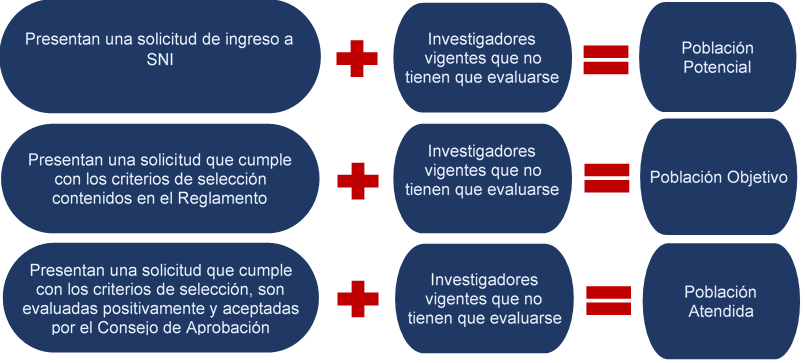 Presentan una solicitud de ingreso a
SNI
Investigadores
vigentes que no
tienen que evaluarse
Población
Potencial
Presentan una solicitud que cumple
con los criterios de selección
contenidos en el Reglamento
Investigadores
vigentes que no
tienen que evaluarse
Población Objetivo
Presentan una solicitud que cumple
con los criterios de selección, son
evaluadas positivamente y aceptadas
por el Consejo de Aprobación
Investigadores
vigentes que no
tienen que evaluarse
Población
Atendida